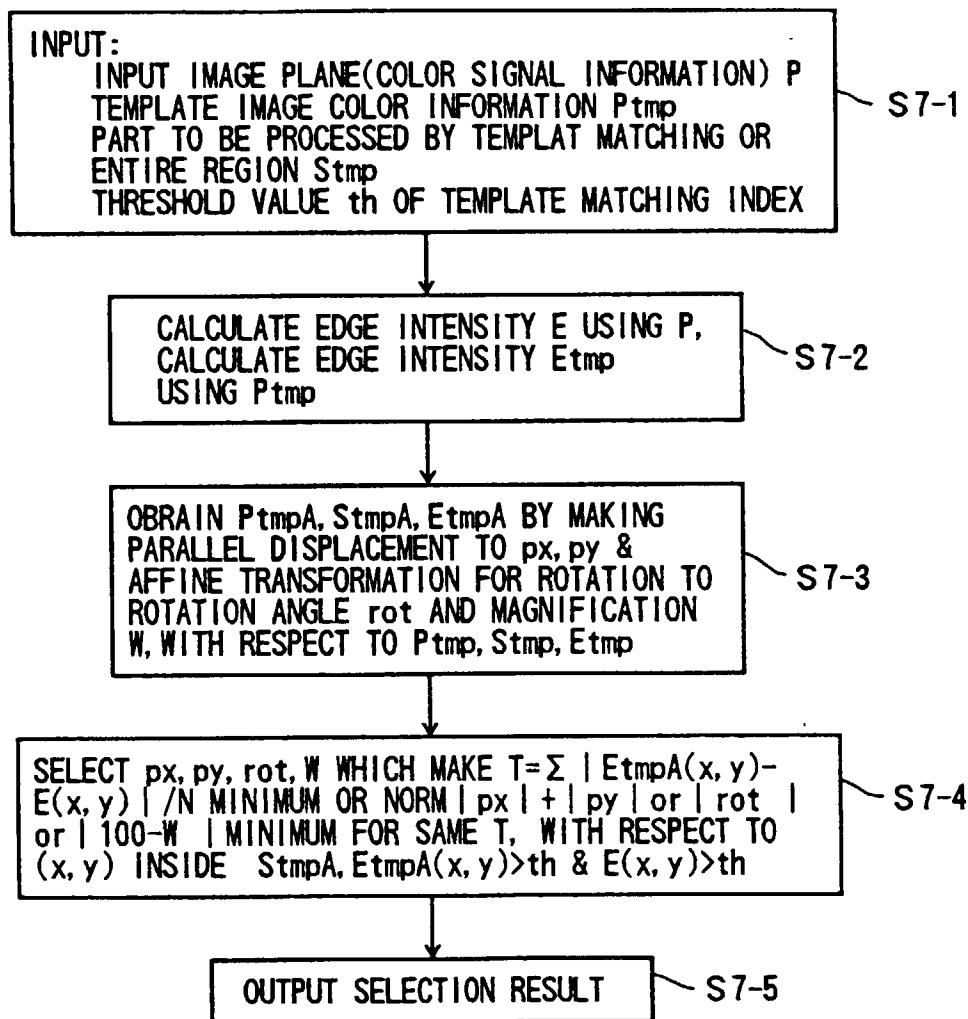 INPUT:
INPUT IMAGE PLANE(COLOR SIGNAL INFORMATION) P
TEMPLATE IMAGE COLOR INFORMATION Ptmp
PART TO BE PROCESSED BY TEMPLAT MATCHING OR
ENTIRE REGION Stmp
THRESHOLD VALUE th OF TEMPLATE MATCHING INDEX
S7-1
CALCULATE EDGE INTENSITY E USING P,
CALCULATE EDGE INTENSITY Etmp
USING Ptmp
S7-2
OBRAIN PtmpA, StmpA, EtmpA BY MAKING
PARALLEL DISPLACEMENT TO px, py &
AFFINE TRANSFORMATION FOR ROTATION TO
ROTATION ANGLE rot AND MAGNIFICATION
W, WITH RESPECT TO Ptmp, Stmp, Etmp
S7-3
SELECT px, py, rot, W WHICH MAKE T=Σ | EtmpA(x, y)-
E(x, y) | /N MINIMUM OR NORM | px | + | py | or | rot |
or | 100-W | MINIMUM FOR SAME T, WITH RESPECT TO
(x, y) INSIDE StmpA, EtmpA(x, y)>th & E(x, y)>th
S7-4
OUTPUT SELECTION RESULT
S7-5